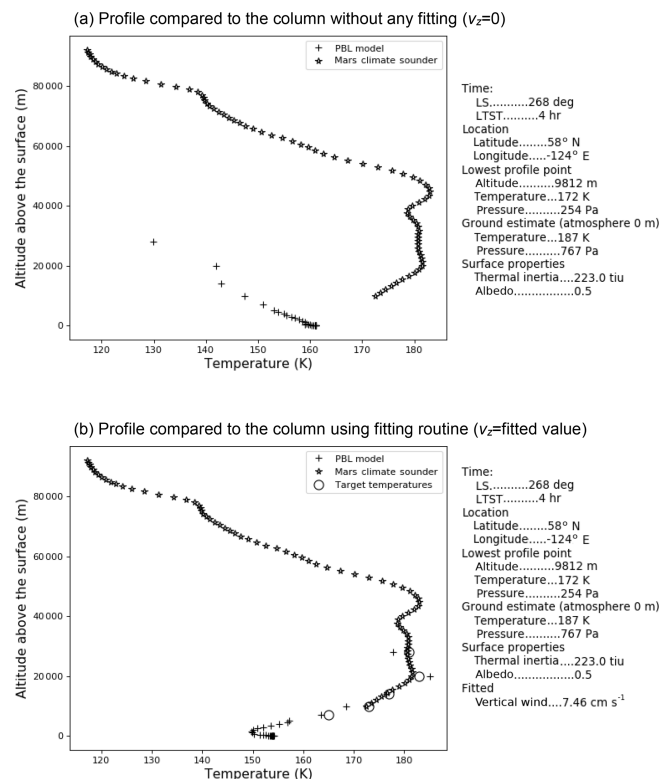 (a) Profile compared to the column without any fitting (vz=0)
PBL model
Mars climate sounder
Altitude above the surface (m)
80000
60000
40000
20000
0
120 130 140 150 160 170 180
Temperature (K)
Time:
LS..........268 deg
LTST..........4 hr
Location
Latitude........58° N
Longitude.....-124° E
Lowest profile point
Altitude..........9812 m
Temperature...172 K
Pressure..........254 Pa
Ground estimate (atmosphere 0 m)
Temperature...187 K
Pressure..........767 Pa
Surface properties
Thermal inertia....223.0 tiu
Albedo.................0.5
(b) Profile compared to the column using fitting routine (vz=fitted value)
PBL model
Mars climate sounder
Target temperatures
Altitude above the surface (m)
80000
60000
40000
20000
0
120 130 140 150 160 170 180
Temperature (K)
Time:
LS..........268 deg
LTST..........4 hr
Location
Latitude........58° N
Longitude.....-124° E
Lowest profile point
Altitude..........9812 m
Temperature...172 K
Pressure..........254 Pa
Ground estimate (atmosphere 0 m)
Temperature...187 K
Pressure..........767 Pa
Surface properties
Thermal inertia....223.0 tiu
Albedo.................0.5
Fitted
Vertical wind....7.46 cm s⁻¹